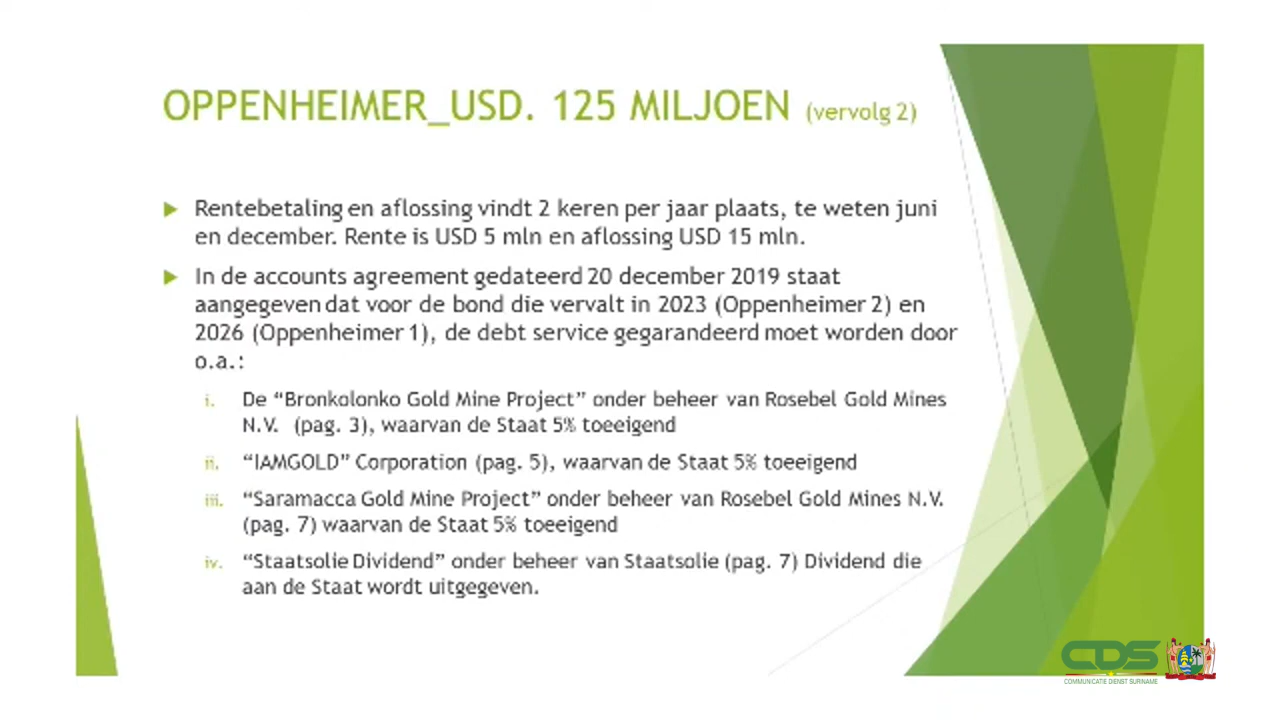 OPPENHEIMER_USD. 125 MILJOEN (vervolg 2)
Rentebetaling en aflossing vindt 2 keren per jaar plaats, te weten juni
en december. Rente is USD 5 mln en aflossing USD 15 mln.
In de accounts agreement gedateerd 20 december 2019 staat
aangegeven dat voor de bond die vervalt in 2023 (Oppenheimer 2) en
2026 (Oppenheimer 1), de debt service gegarandeerd moet worden door
o.a.:
i. De “Bronkolonko Gold Mine Project” onder beheer van Rosebel Gold Mines
N.V. (pag. 3), waarvan de Staat 5% toeeigend
ii. “IAMGOLD” Corporation (pag. 5), waarvan de Staat 5% toeeigend
iii. “Saramacca Gold Mine Project” onder beheer van Rosebel Gold Mines N.V.
(pag. 7) waarvan de Staat 5% toeeigend
iv. “Staatsolie Dividend” onder beheer van Staatsolie (pag. 7) Dividend die
aan de Staat wordt uitgegeven.
CDS
COMMUNICATIE DIENST SURINAME